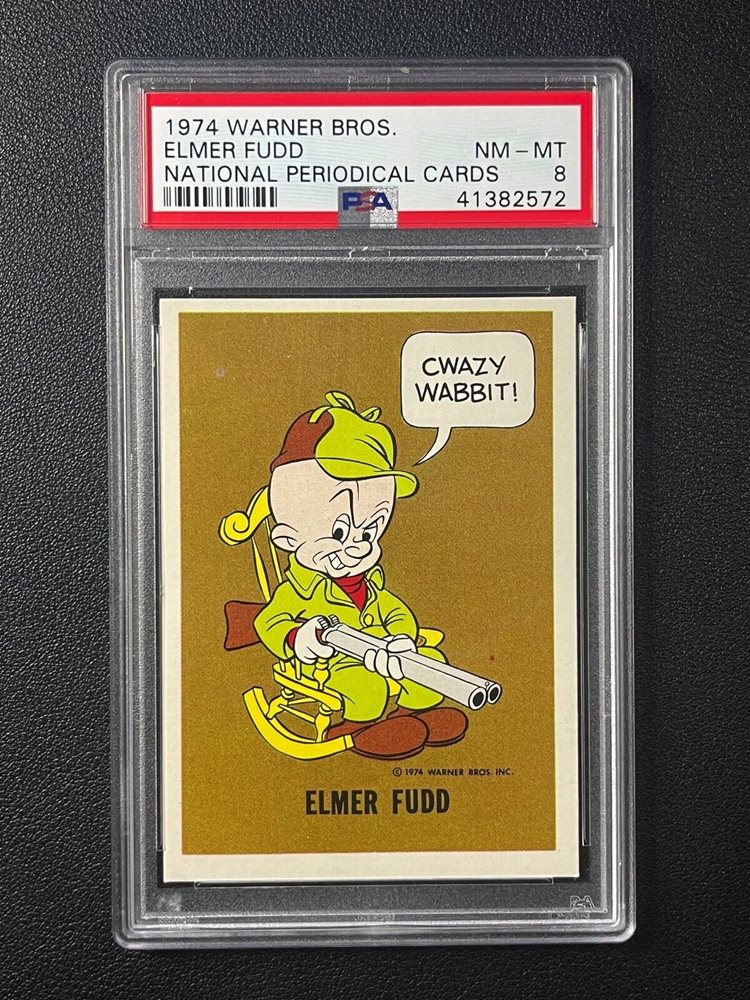 1974 WARNER BROS.
ELMER FUDD NM – MT
NATIONAL PERIODICAL CARDS 8
PSA 41382572
CWAZY
WABBIT!
© 1974 WARNER BROS. INC.
ELMER FUDD
PSA